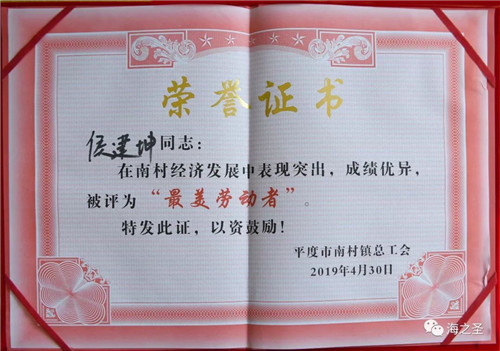 荣誉证书
侯建坤同志：
在南村经济发展中表现突出，成绩优异，
被评为“最美劳动者”。
特发此证，以资鼓励！
平度市南村镇总工会
2019年4月30日
海之圣